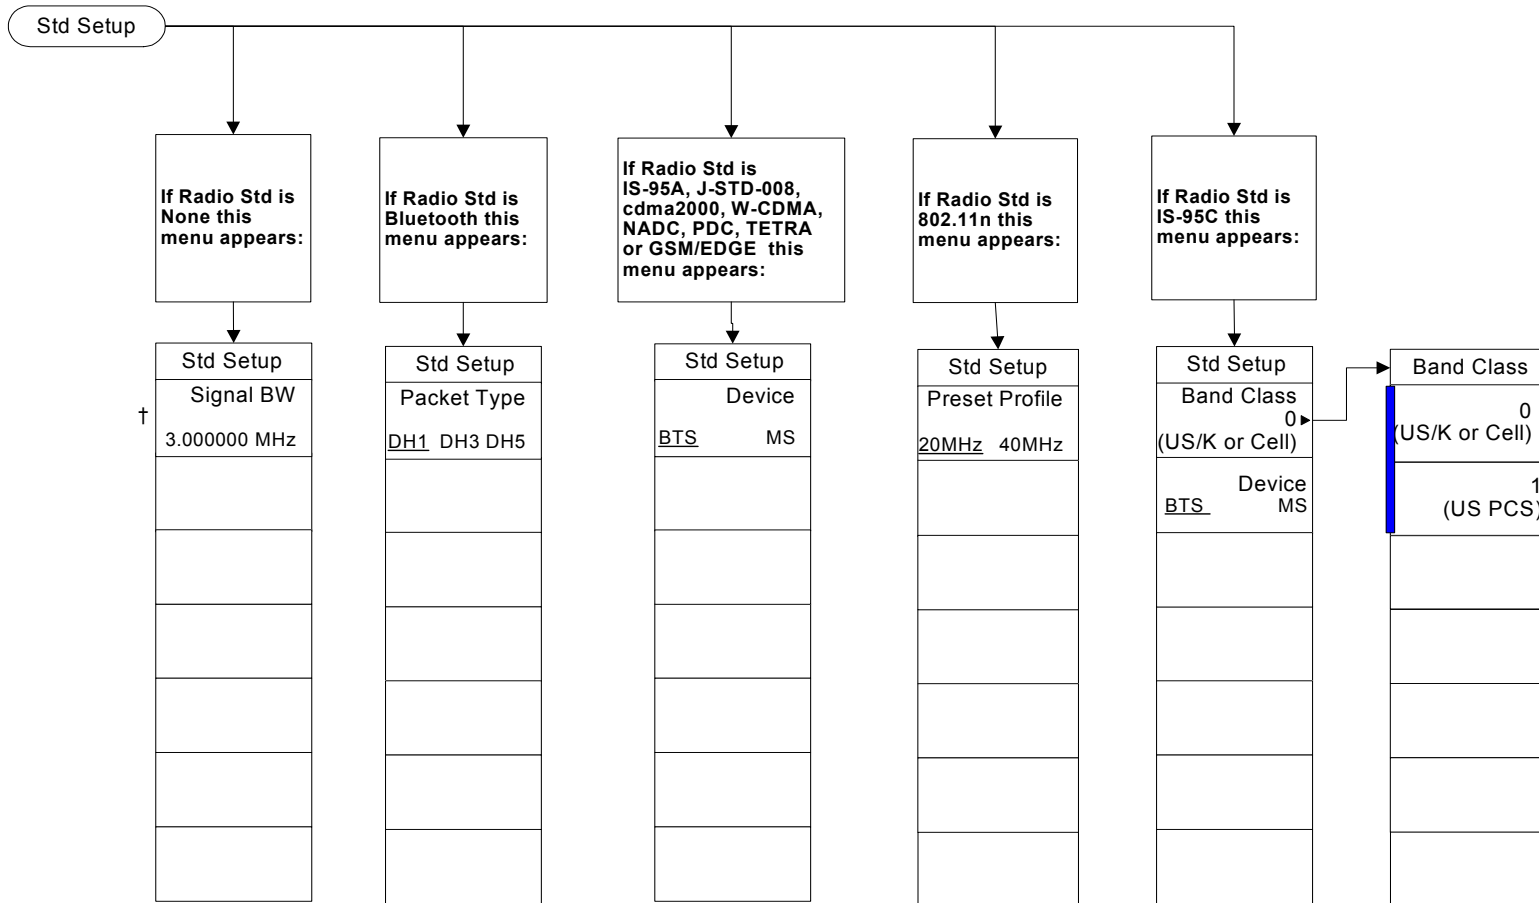 Std Setup
If Radio Std is
None this
menu appears:
If Radio Std is
Bluetooth this
menu appears:
If Radio Std is
IS-95A, J-STD-008,
cdma2000, W-CDMA,
NADC, PDC, TETRA
or GSM/EDGE this
menu appears:
If Radio Std is
802.11n this
menu appears:
If Radio Std is
IS-95C this
menu appears:
Std Setup
Signal BW
†
3.000000 MHz
Std Setup
Packet Type
DH1 DH3 DH5
Std Setup
Device
BTS MS
Std Setup
Preset Profile
20MHz 40MHz
Std Setup
Band Class
0
(US/K or Cell)
Device
BTS MS
Band Class
0
(US/K or Cell)
1
(US PCS)